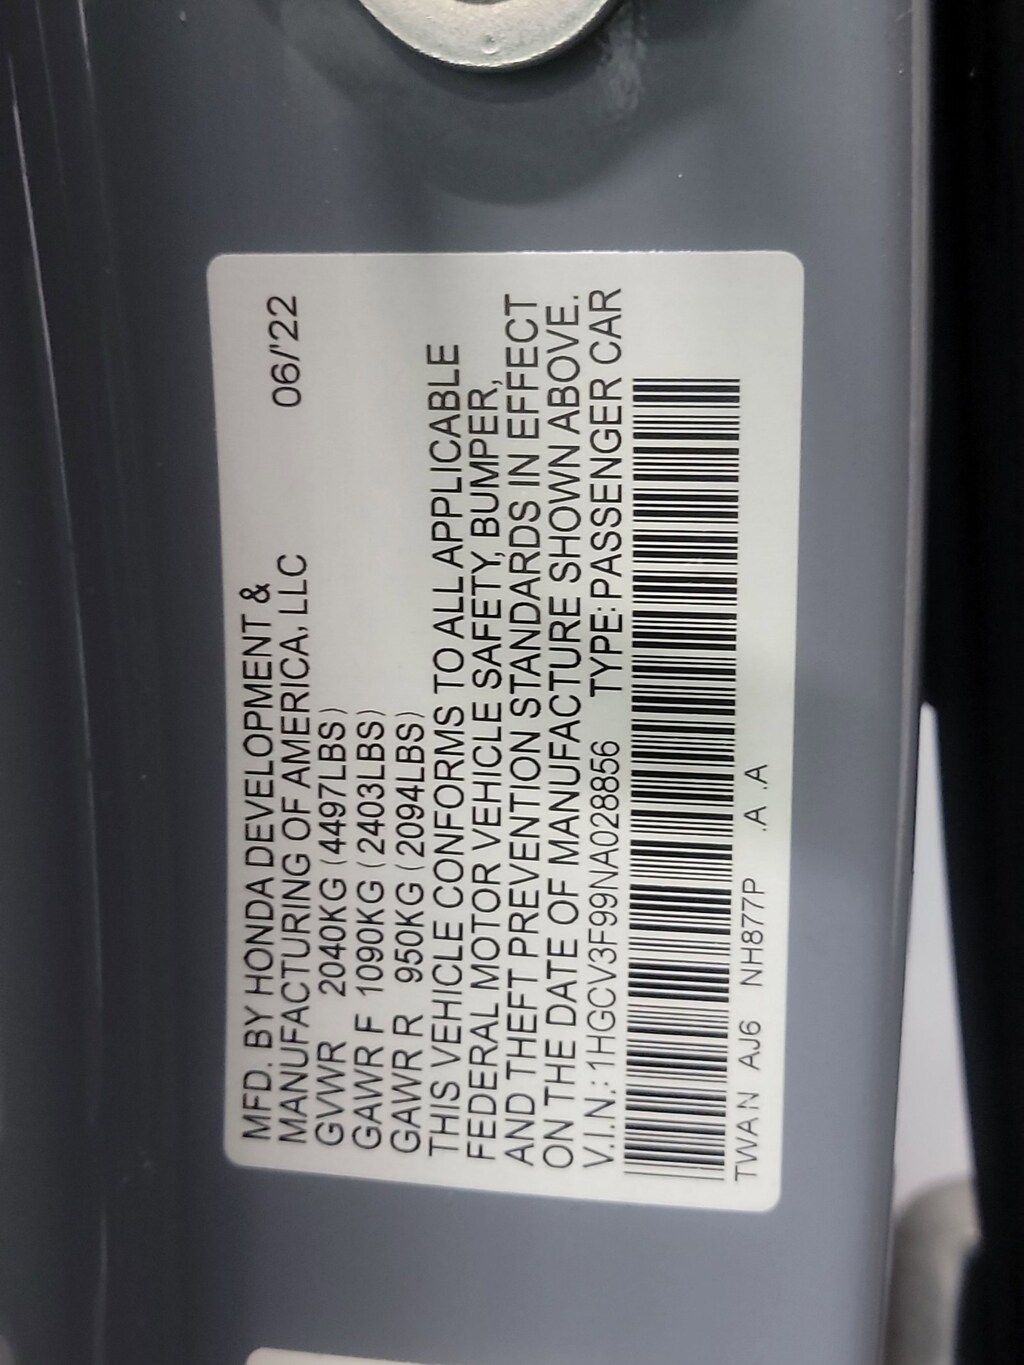 MFD. BY HONDA DEVELOPMENT &
MANUFACTURING OF AMERICA, LLC 06/'22
GVWR 2040KG (4497LBS)
GAWR F 1090KG (2403LBS)
GAWR R 950KG (2094LBS)
THIS VEHICLE CONFORMS TO ALL APPLICABLE
FEDERAL MOTOR VEHICLE SAFETY, BUMPER,
AND THEFT PREVENTION STANDARDS IN EFFECT
ON THE DATE OF MANUFACTURE SHOWN ABOVE.
V.I.N.: 1HGCV3F99NA028856 TYPE: PASSENGER CAR
TWAN AJ6 NH877P .A .A